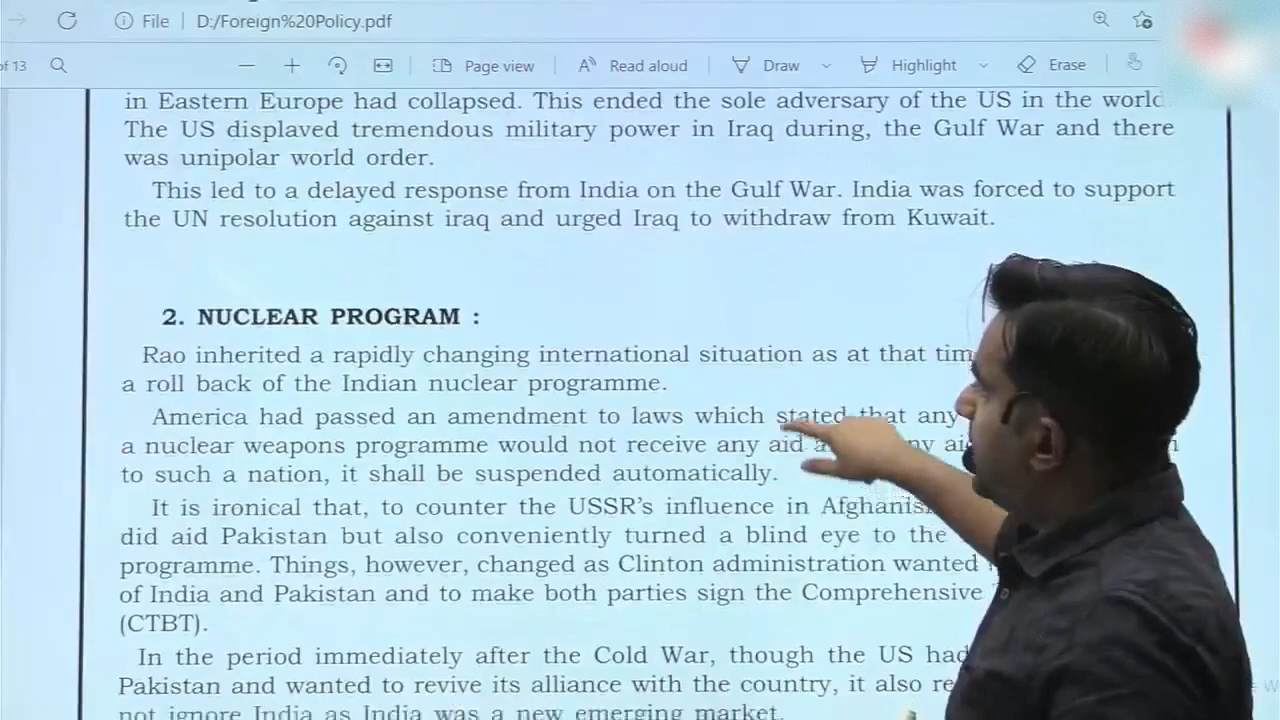 File | D:/Foreign%20Policy.pdf
of 13 Page view Read aloud Draw Highlight Erase
in Eastern Europe had collapsed. This ended the sole adversary of the US in the world
The US displayed tremendous military power in Iraq during, the Gulf War and there
was unipolar world order.
This led to a delayed response from India on the Gulf War. India was forced to support
the UN resolution against iraq and urged Iraq to withdraw from Kuwait.
2. NUCLEAR PROGRAM :
Rao inherited a rapidly changing international situation as at that
a roll back of the Indian nuclear programme.
America had passed an amendment to laws which stated that any
a nuclear weapons programme would not receive any aid
to such a nation, it shall be suspended automatically.
It is ironical that, to counter the USSR's influence in
did aid Pakistan but also conveniently turned a blind eye to the
programme. Things, however, changed as Clinton administration wanted
of India and Pakistan and to make both parties sign the Comprehensive
(CTBT).
In the period immediately after the Cold War, though the US had
Pakistan and wanted to revive its alliance with the country, it also
not ignore India as India was a new emerging market.